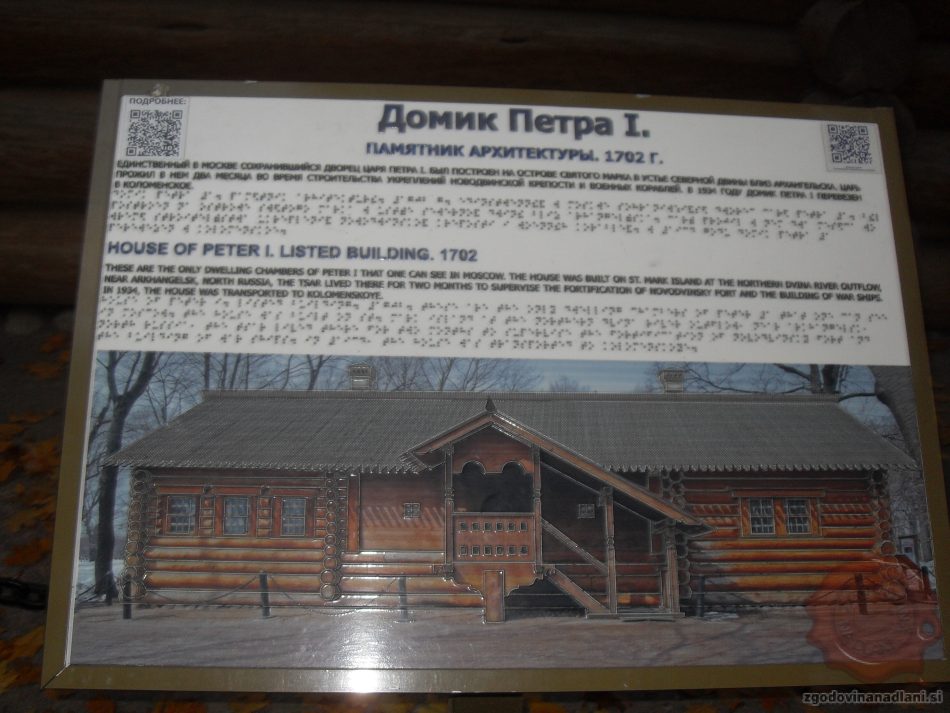 ПОДРОБНЕЕ:
Домик Петра I.
ПАМЯТНИК АРХИТЕКТУРЫ. 1702 Г.
ЕДИНСТВЕННЫЙ В МОСКВЕ СОХРАНИВШИЙСЯ ДВОРЕЦ ЦАРЯ ПЕТРА I. БЫЛ ПОСТРОЕН НА ОСТРОВЕ СВЯТОГО МАРКА В УСТЬЕ СЕВЕРНОЙ ДВИНЫ БЛИЗ АРХАНГЕЛЬСКА. ЦАРЬ
ПРОЖИЛ В НЕМ ДВА МЕСЯЦА ВО ВРЕМЯ СТРОИТЕЛЬСТВА УКРЕПЛЕНИЙ НОВОДВИНСКОЙ КРЕПОСТИ И ВОЕННЫХ КОРАБЛЕЙ. В 1934 ГОДУ ДОМИК ПЕТРА I ПЕРЕВЕЗЕН
В КОЛОМЕНСКОЕ.
HOUSE OF PETER I. LISTED BUILDING. 1702
THESE ARE THE ONLY DWELLING CHAMBERS OF PETER I THAT ONE CAN SEE IN MOSCOW. THE HOUSE WAS BUILT ON ST. MARK ISLAND AT THE NORTHERN DVINA RIVER OUTFLOW,
NEAR ARKHANGELSK, NORTH RUSSIA, THE TSAR LIVED THERE FOR TWO MONTHS TO SUPERVISE THE FORTIFICATION OF NOVODVINSKY FORT AND THE BUILDING OF WAR SHIPS.
IN 1934, THE HOUSE WAS TRANSPORTED TO KOLOMENSKOYE.
zgodovinanadlani.si